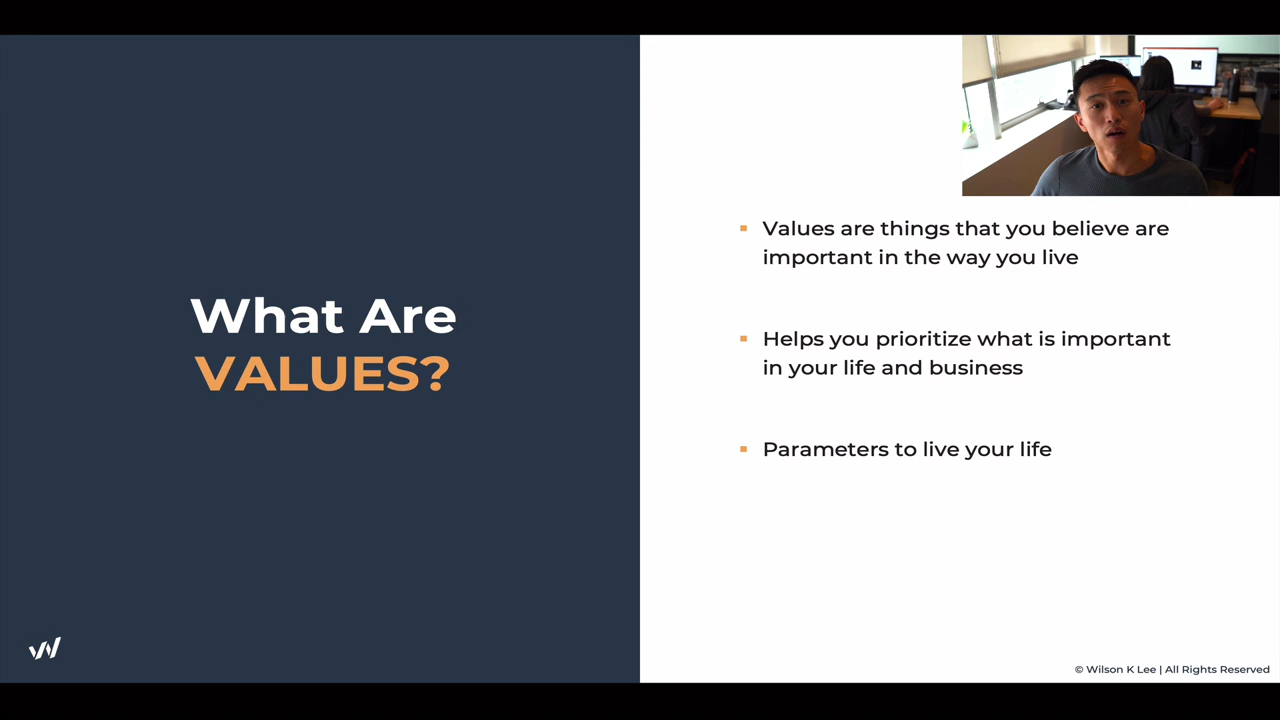 What Are
VALUES?
▪ Values are things that you believe are
important in the way you live
▪ Helps you prioritize what is important
in your life and business
▪ Parameters to live your life
© Wilson K Lee | All Rights Reserved